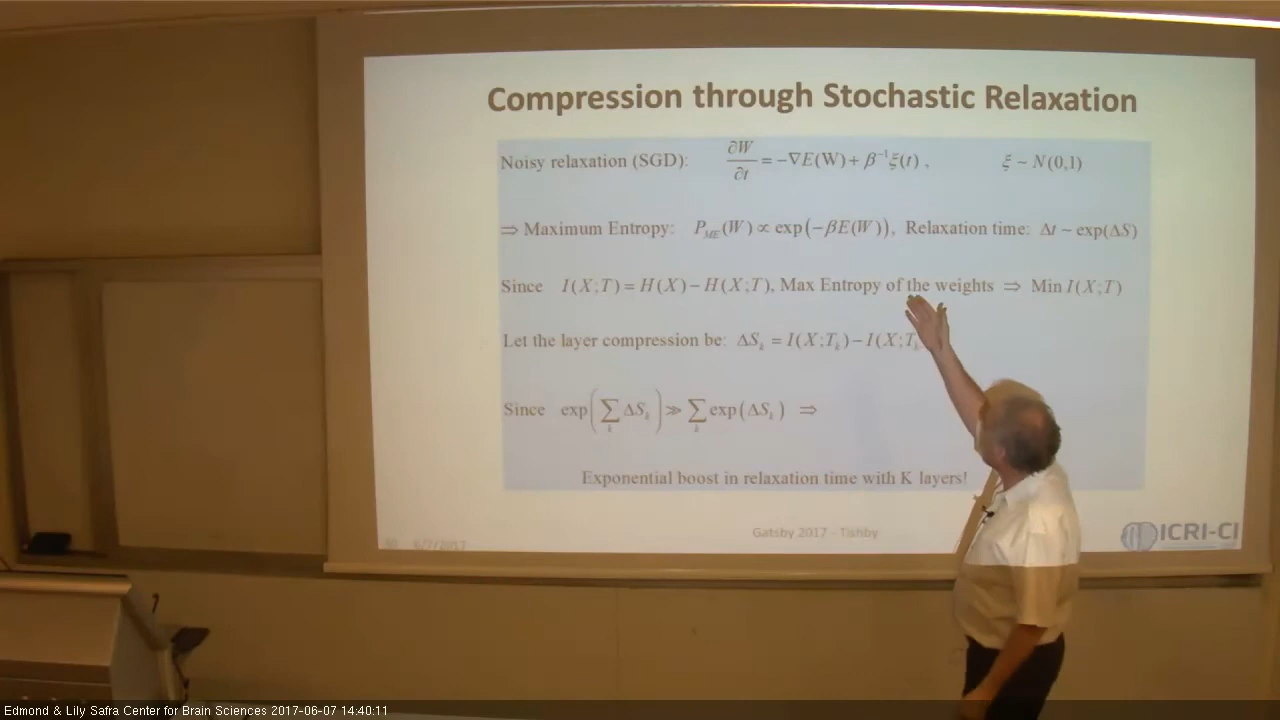 Compression through Stochastic Relaxation
Noisy relaxation (SGD): ∂W/∂t = −∇E(W) + β⁻¹ξ(t) , ξ ~ N(0,1)
⇒ Maximum Entropy: P_ME(W) ∝ exp(−βE(W)), Relaxation time: Δt ~ exp(ΔS)
Since I(X;T) = H(X) − H(X;T), Max Entropy of the weights ⇒ Min I(X;T)
Let the layer compression be: ΔS_k = I(X;T_k) − I(X;T
Since exp(∑_k ΔS_k) ≫ ∑_k exp(ΔS_k) ⇒
Exponential boost in relaxation time with K layers!
6/7/2017
Gatsby 2017 - Tishby
ICRI-CI
Edmond & Lily Safra Center for Brain Sciences 2017-06-07 14:40:11